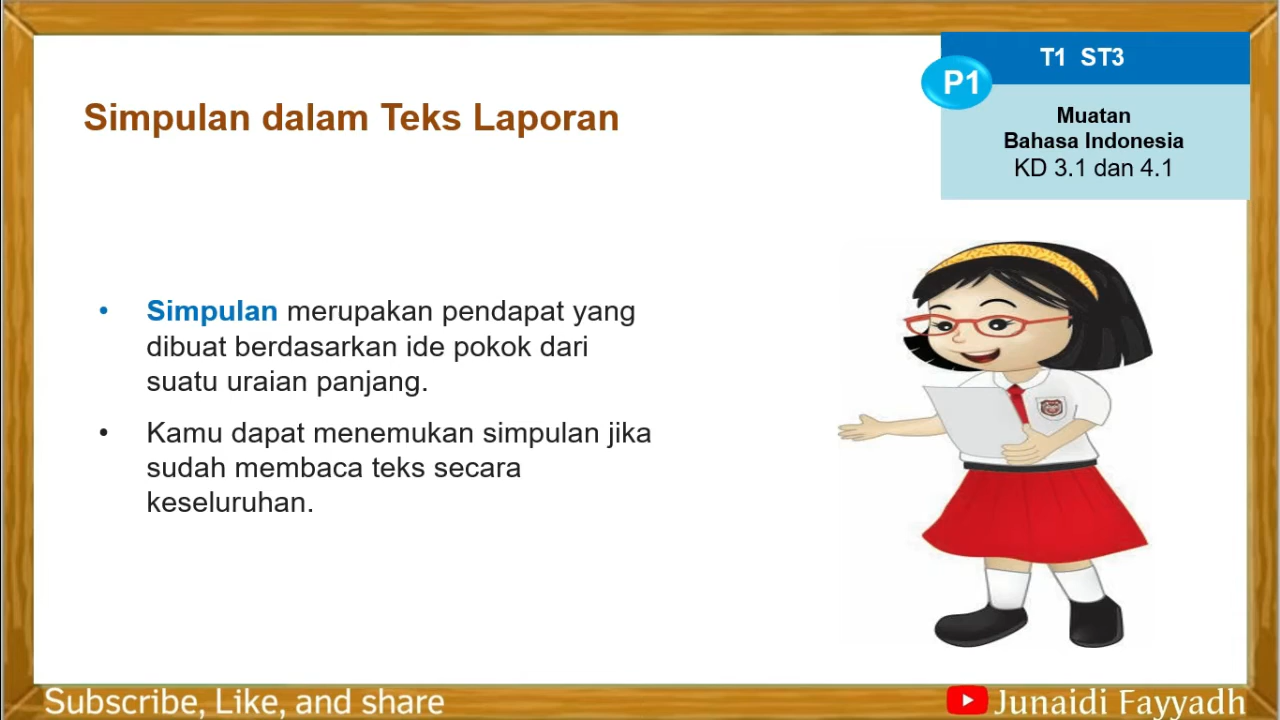 T1 ST3
P1
Muatan
Bahasa Indonesia
KD 3.1 dan 4.1
Simpulan dalam Teks Laporan
• Simpulan merupakan pendapat yang
dibuat berdasarkan ide pokok dari
suatu uraian panjang.
• Kamu dapat menemukan simpulan jika
sudah membaca teks secara
keseluruhan.
Subscribe, Like, and share
Junaidi Fayyadh